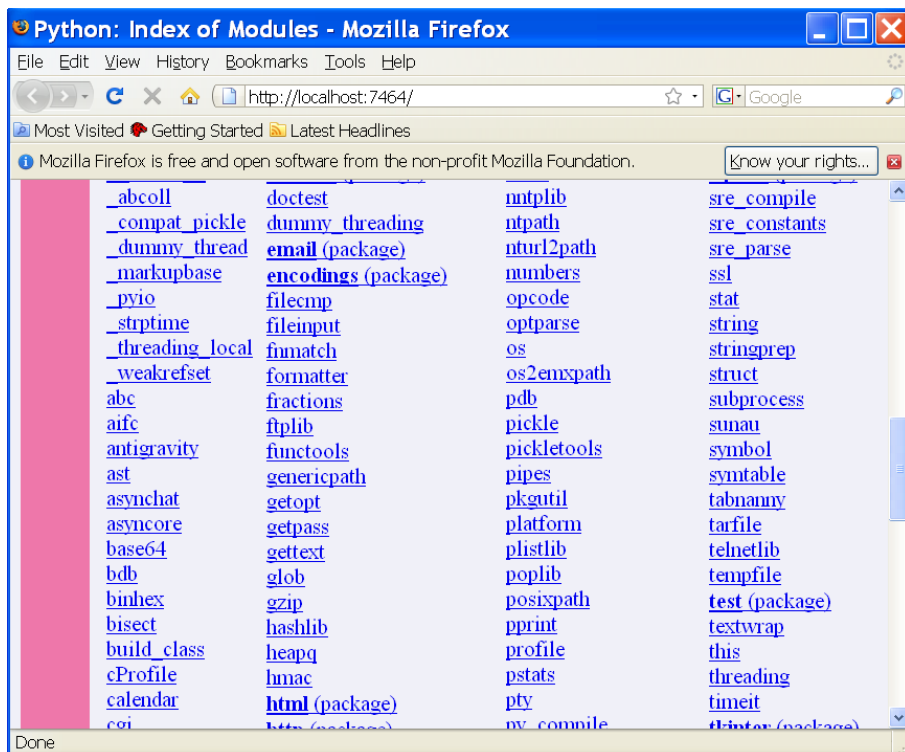 Python: Index of Modules - Mozilla Firefox
File Edit View History Bookmarks Tools Help
http://localhost:7464/ G Google
Most Visited Getting Started Latest Headlines
Mozilla Firefox is free and open software from the non-profit Mozilla Foundation. Know your rights...
_abcoll doctest nntplib sre_compile
_compat_pickle dummy_threading ntpath sre_constants
_dummy_thread email (package) nturl2path sre_parse
_markupbase encodings (package) numbers ssl
_pyio filecmp opcode stat
_strptime fileinput optparse string
_threading_local fnmatch os stringprep
_weakrefset formatter os2emxpath struct
abc fractions pdb subprocess
aifc ftplib pickle sunau
antigravity functools pickletools symbol
ast genericpath pipes symtable
asynchat getopt pkgutil tabnanny
asyncore getpass platform tarfile
base64 gettext plistlib telnetlib
bdb glob poplib tempfile
binhex gzip posixpath test (package)
bisect hashlib pprint textwrap
build_class heapq profile this
cProfile hmac pstats threading
calendar html (package) pty timeit
cgi http (package) py_compile tkinter (package)
Done